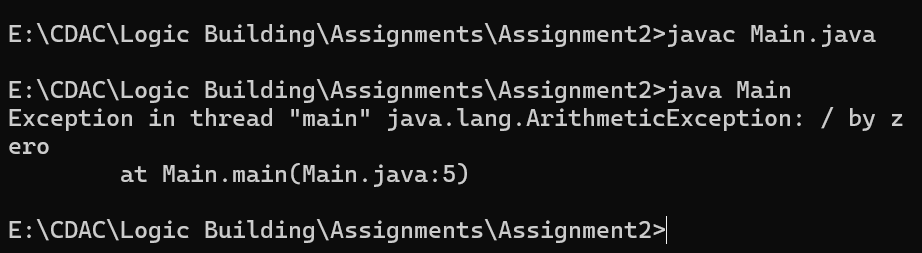 E:\CDAC\Logic Building\Assignments\Assignment2>javac Main.java
E:\CDAC\Logic Building\Assignments\Assignment2>java Main
Exception in thread "main" java.lang.ArithmeticException: / by z
ero
        at Main.main(Main.java:5)
E:\CDAC\Logic Building\Assignments\Assignment2>